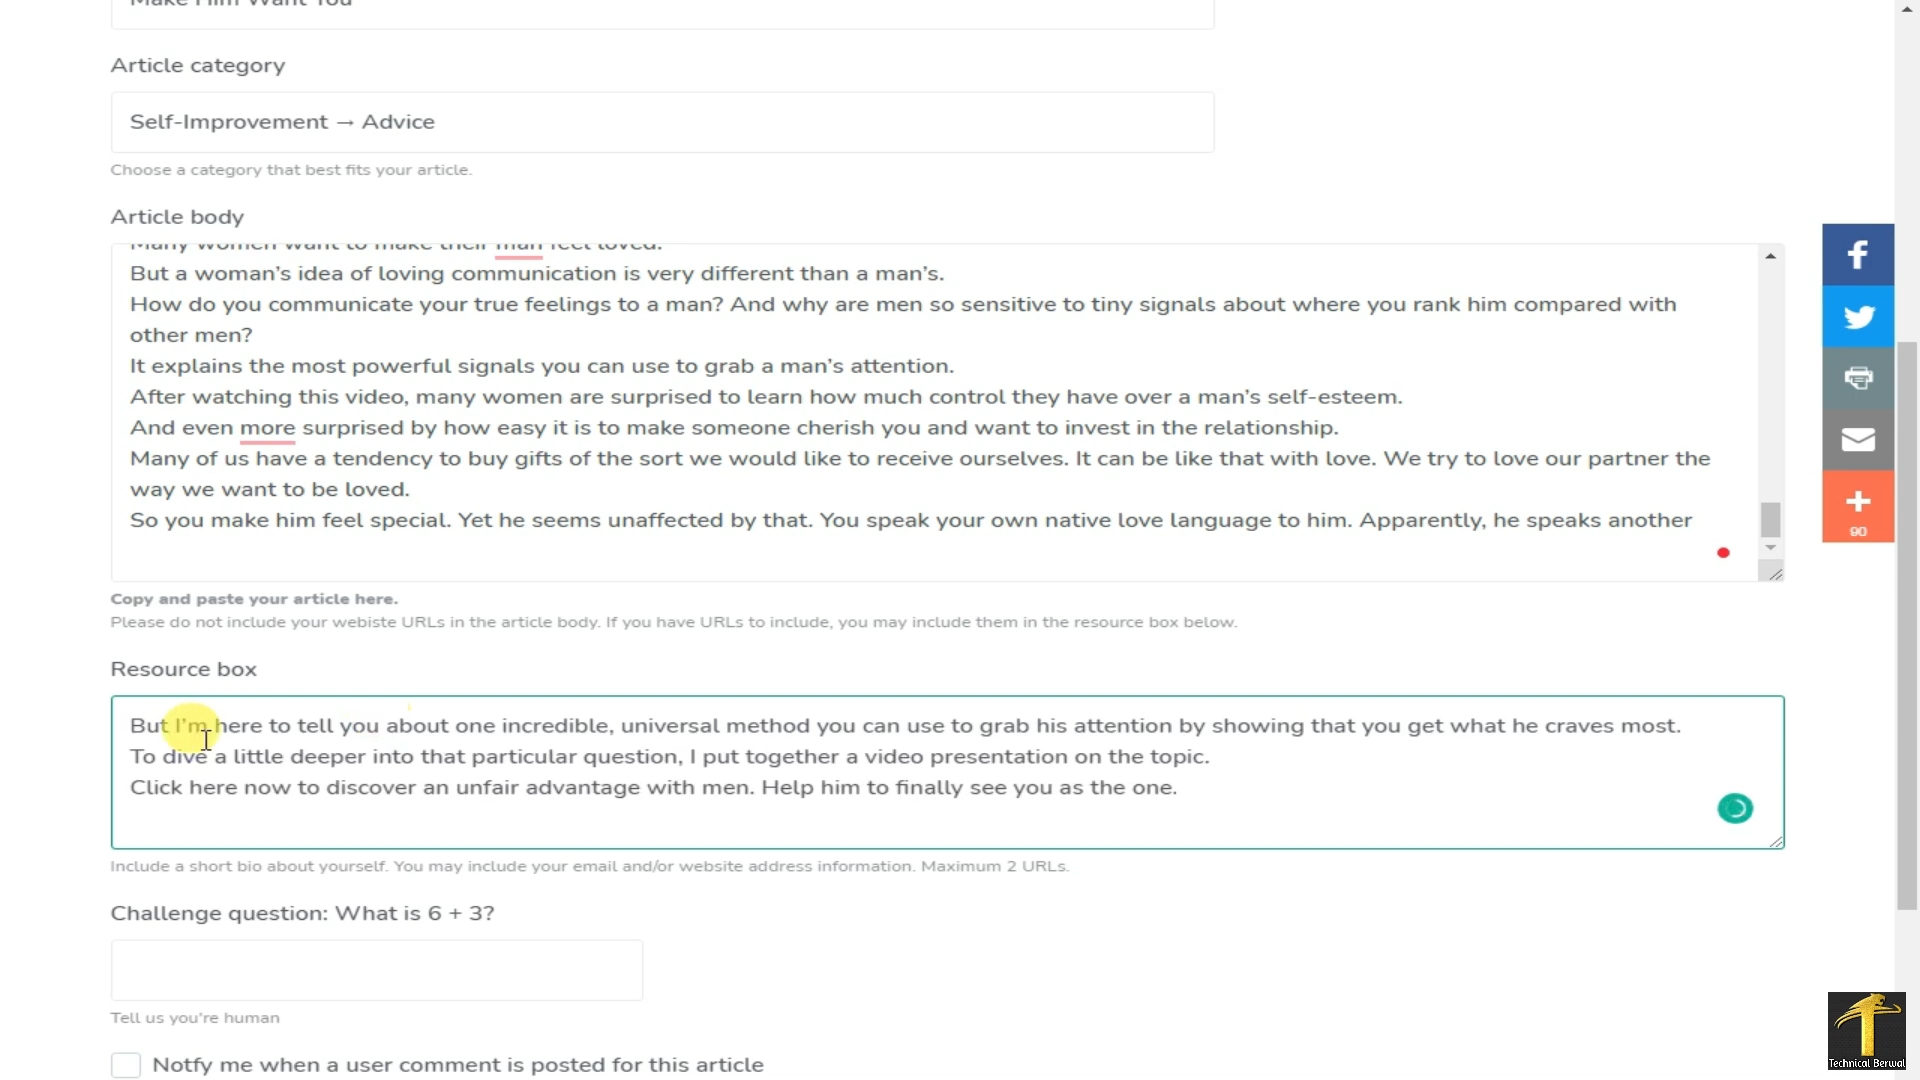 Make Him Want You
Article category
Self-Improvement → Advice
Choose a category that best fits your article.
Article body
Many women want to make their man feel loved.
But a woman’s idea of loving communication is very different than a man’s.
How do you communicate your true feelings to a man? And why are men so sensitive to tiny signals about where you rank him compared with
other men?
It explains the most powerful signals you can use to grab a man’s attention.
After watching this video, many women are surprised to learn how much control they have over a man’s self-esteem.
And even more surprised by how easy it is to make someone cherish you and want to invest in the relationship.
Many of us have a tendency to buy gifts of the sort we would like to receive ourselves. It can be like that with love. We try to love our partner the
way we want to be loved.
So you make him feel special. Yet he seems unaffected by that. You speak your own native love language to him. Apparently, he speaks another
90
Copy and paste your article here.
Please do not include your webiste URLs in the article body. If you have URLs to include, you may include them in the resource box below.
Resource box
But I’m here to tell you about one incredible, universal method you can use to grab his attention by showing that you get what he craves most.
To dive a little deeper into that particular question, I put together a video presentation on the topic.
Click here now to discover an unfair advantage with men. Help him to finally see you as the one.
Include a short bio about yourself. You may include your email and/or website address information. Maximum 2 URLs.
Challenge question: What is 6 + 3?
Tell us you're human
Notfy me when a user comment is posted for this article
Technical Berwal